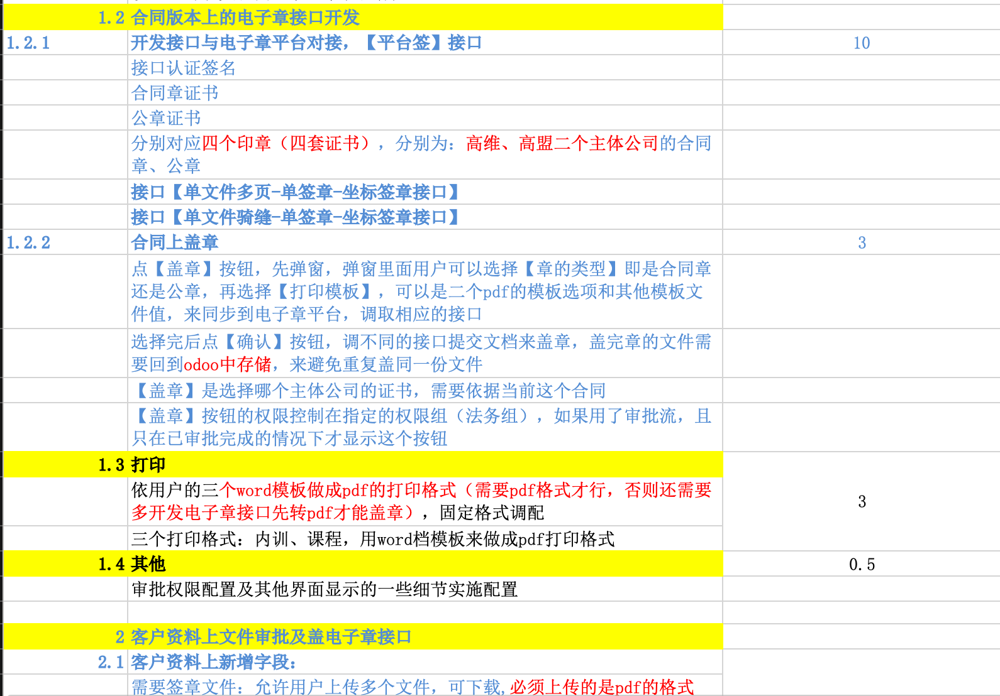 1.2 合同版本上的电子章接口开发
1.2.1 开发接口与电子章平台对接，【平台签】接口 10
接口认证签名
合同章证书
公章证书
分别对应四个印章（四套证书），分别为：高维、高盟二个主体公司的合同
章、公章
接口【单文件多页-单签章-坐标签章接口】
接口【单文件骑缝-单签章-坐标签章接口】
1.2.2 合同上盖章 3
点【盖章】按钮，先弹窗，弹窗里面用户可以选择【章的类型】即是合同章
还是公章，再选择【打印模板】，可以是二个pdf的模板选项和其他模板文
件值，来同步到电子章平台，调取相应的接口
选择完后点【确认】按钮，调不同的接口提交文档来盖章，盖完章的文件需
要回到odoo中存储，来避免重复盖同一份文件
【盖章】是选择哪个主体公司的证书，需要依据当前这个合同
【盖章】按钮的权限控制在指定的权限组（法务组），如果用了审批流，且
只在已审批完成的情况下才显示这个按钮
1.3 打印
依用户的三个word模板做成pdf的打印格式（需要pdf格式才行，否则还需要
多开发电子章接口先转pdf才能盖章），固定格式调配
3
三个打印格式：内训、课程，用word档模板来做成pdf打印格式
1.4 其他 0.5
审批权限配置及其他界面显示的一些细节实施配置
2 客户资料上文件审批及盖电子章接口
2.1 客户资料上新增字段：
需要签章文件：允许用户上传多个文件，可下载,必须上传的是pdf的格式